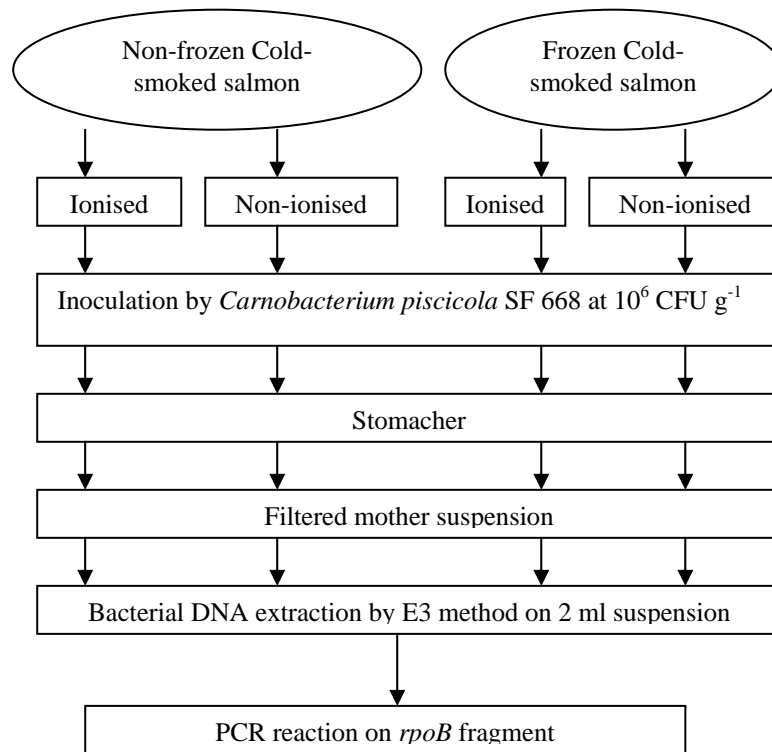 Non-frozen Cold-
smoked salmon
Frozen Cold-
smoked salmon
Ionised
Non-ionised
Ionised
Non-ionised
Inoculation by Carnobacterium piscicola SF 668 at 10⁶ CFU g⁻¹
Stomacher
Filtered mother suspension
Bacterial DNA extraction by E3 method on 2 ml suspension
PCR reaction on rpoB fragment